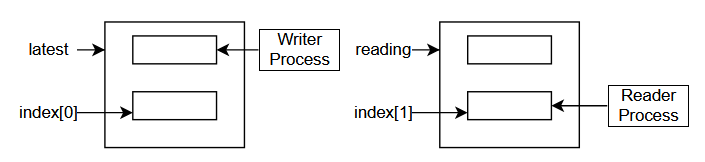 latest
Writer
Process
index[0]
reading
index[1]
Reader
Process